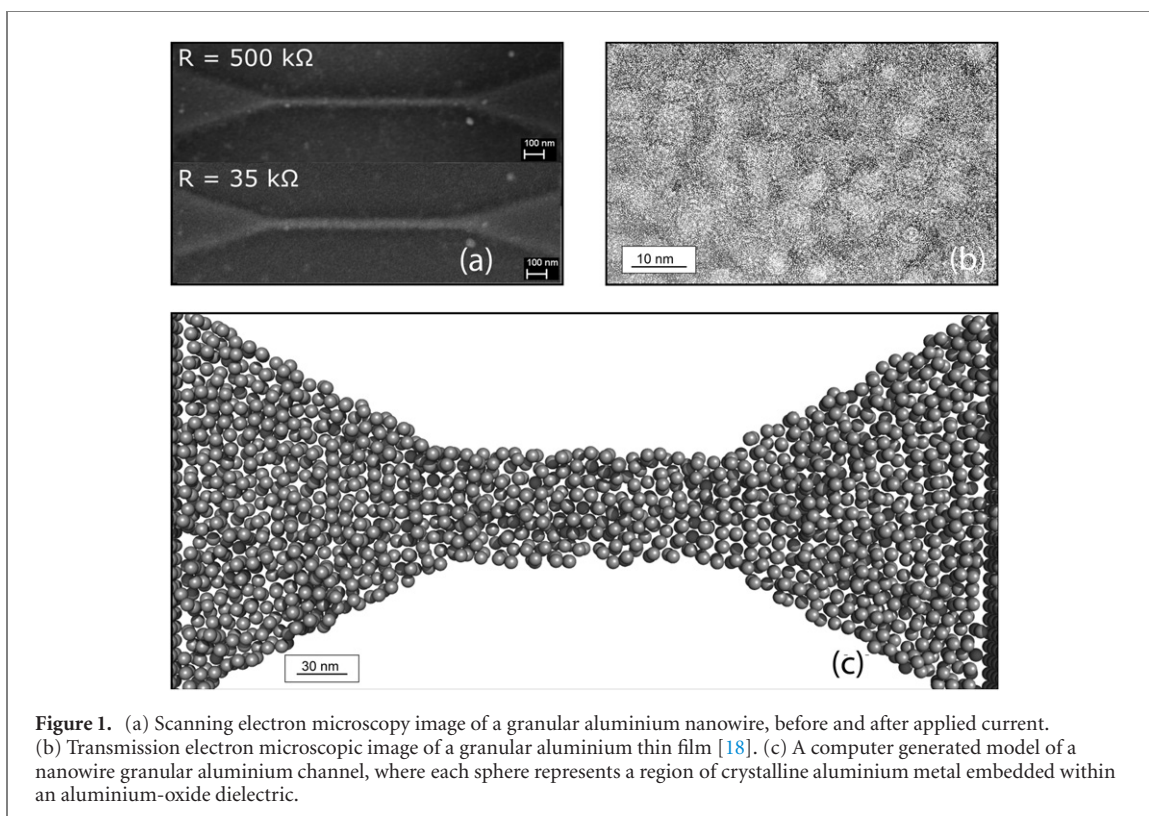 R = 500 kΩ
100 nm
R = 35 kΩ
100 nm
(a)
10 nm
(b)
30 nm
(c)
Figure 1. (a) Scanning electron microscopy image of a granular aluminium nanowire, before and after applied current.
(b) Transmission electron microscopic image of a granular aluminium thin film [18]. (c) A computer generated model of a
nanowire granular aluminium channel, where each sphere represents a region of crystalline aluminium metal embedded within
an aluminium-oxide dielectric.